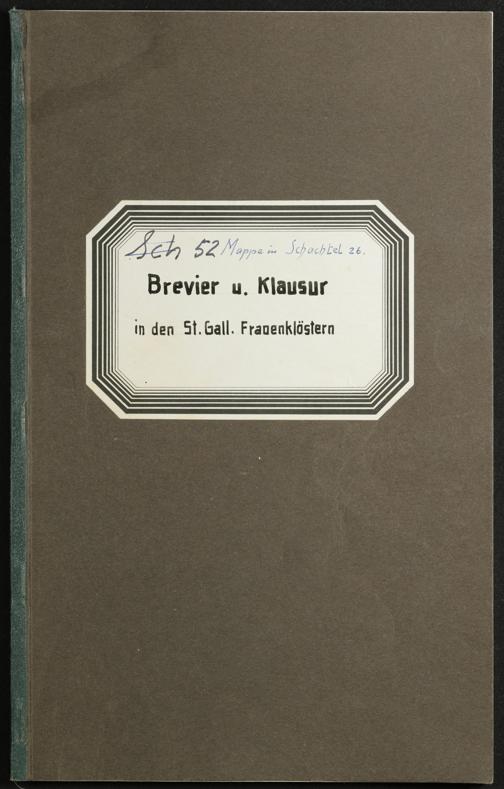 Sch 52 Mappe in Schachtel 26.
Brevier u. Klausur
in den St. Gall. Frauenklöstern